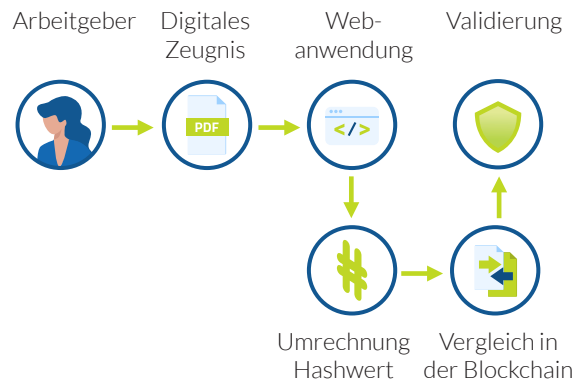 Arbeitgeber
Digitales
Zeugnis
Web-
anwendung
Validierung
PDF
</>
Umrechnung
Hashwert
Vergleich in
der Blockchain